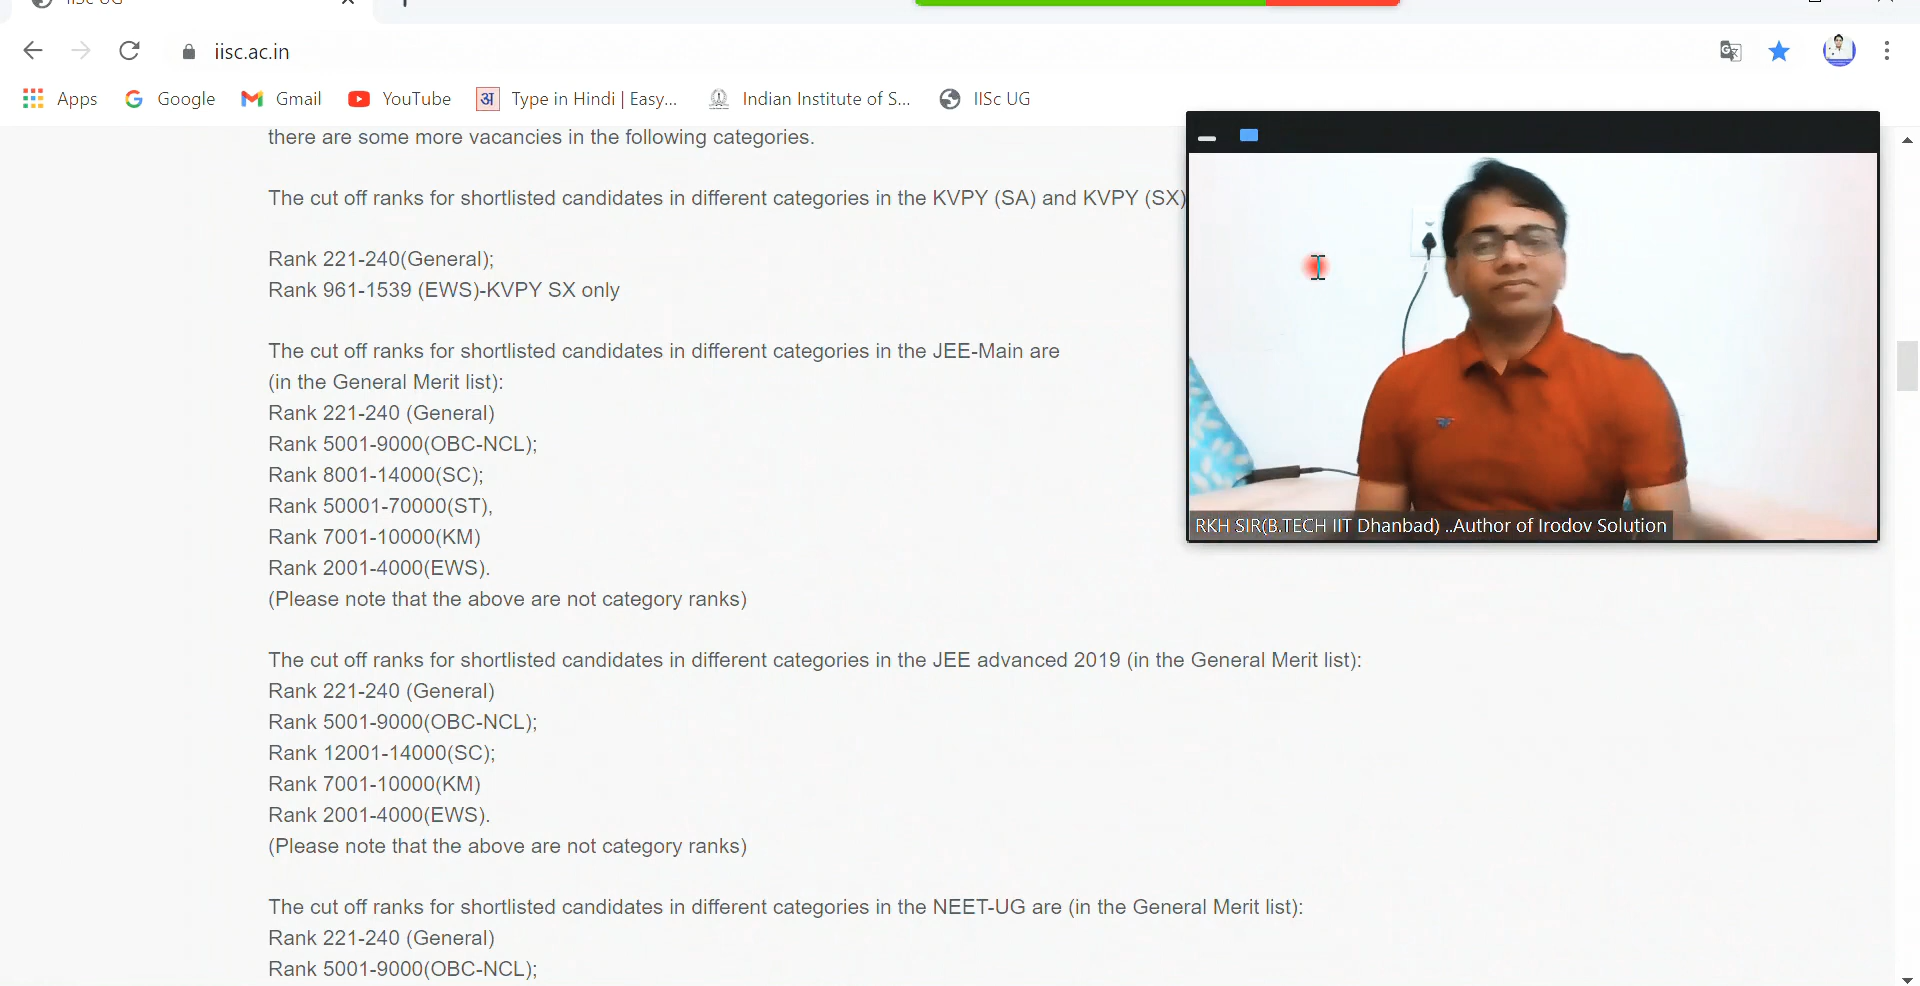 IISc UG
iisc.ac.in
Apps
Google
Gmail
YouTube
अ
Type in Hindi | Easy...
Indian Institute of S...
IISc UG
there are some more vacancies in the following categories.
The cut off ranks for shortlisted candidates in different categories in the KVPY (SA) and KVPY (SX)
Rank 221-240(General);
Rank 961-1539 (EWS)-KVPY SX only
The cut off ranks for shortlisted candidates in different categories in the JEE-Main are
(in the General Merit list):
Rank 221-240 (General)
Rank 5001-9000(OBC-NCL);
Rank 8001-14000(SC);
Rank 50001-70000(ST),
Rank 7001-10000(KM)
Rank 2001-4000(EWS).
(Please note that the above are not category ranks)
RKH SIR(B.TECH IIT Dhanbad) ..Author of Irodov Solution
The cut off ranks for shortlisted candidates in different categories in the JEE advanced 2019 (in the General Merit list):
Rank 221-240 (General)
Rank 5001-9000(OBC-NCL);
Rank 12001-14000(SC);
Rank 7001-10000(KM)
Rank 2001-4000(EWS).
(Please note that the above are not category ranks)
The cut off ranks for shortlisted candidates in different categories in the NEET-UG are (in the General Merit list):
Rank 221-240 (General)
Rank 5001-9000(OBC-NCL);